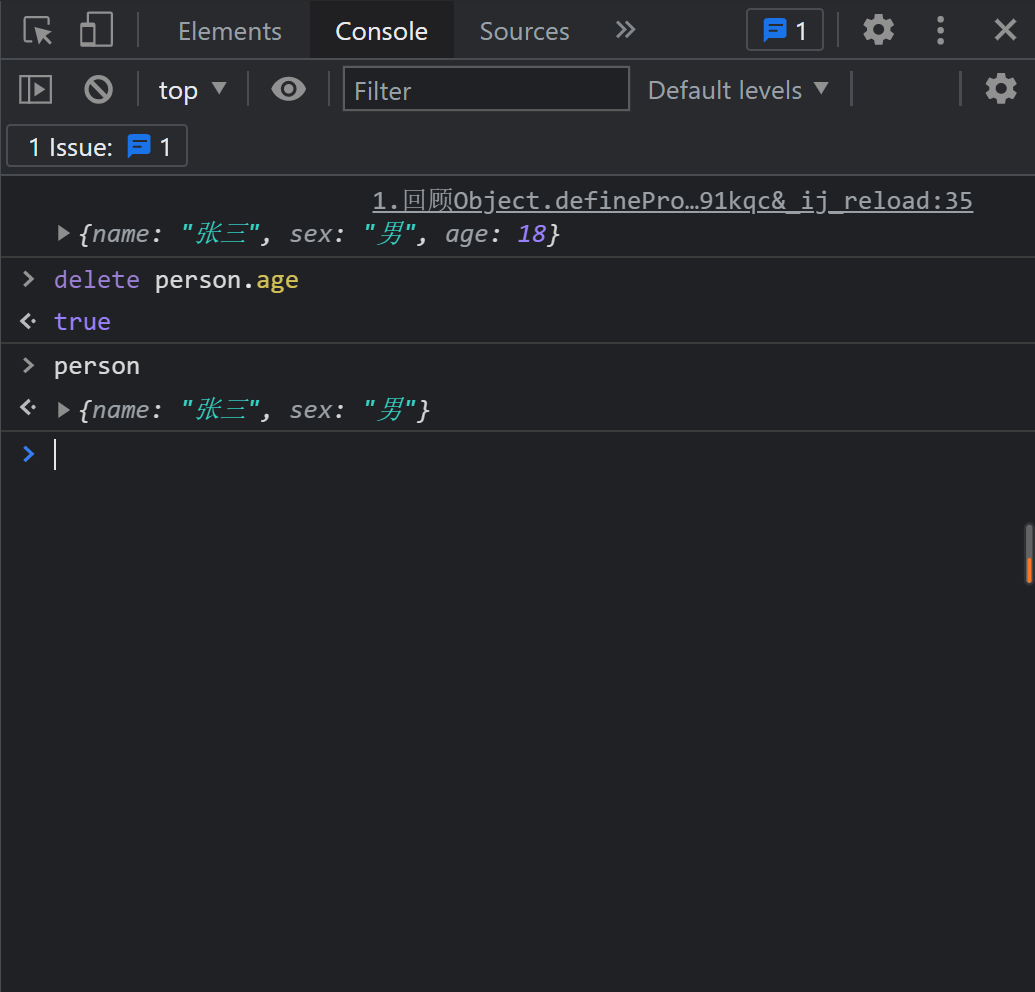 Elements Console Sources 1
top Filter Default levels
1 Issue: 1
1.回顾Object.definePro…91kqc&_ij_reload:35
{name: "张三", sex: "男", age: 18}
delete person.age
true
person
{name: "张三", sex: "男"}